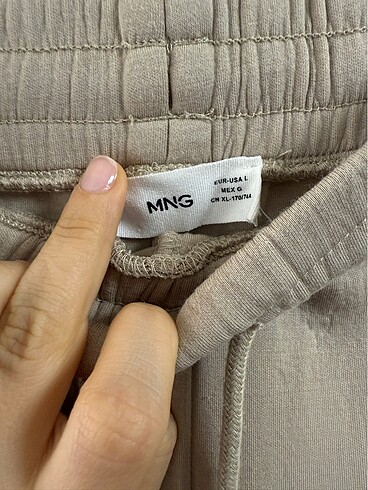 MNG
EUR-USA L
MEX G
CN XL-170/74A